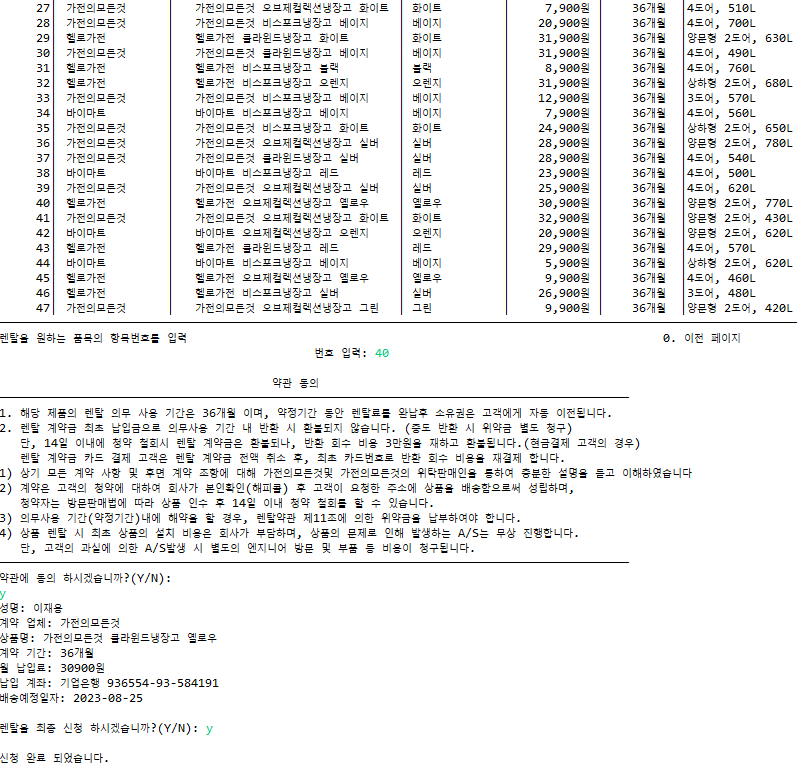 27 가전의모든것 가전의모든것 오브제컬렉션냉장고 화이트 화이트 7,900원 36개월 4도어, 510L
28 가전의모든것 가전의모든것 비스포크냉장고 베이지 베이지 20,900원 36개월 4도어, 700L
29 헬로가전 헬로가전 클라윈드냉장고 화이트 화이트 31,900원 36개월 양문형 2도어, 630L
30 가전의모든것 가전의모든것 클라윈드냉장고 베이지 베이지 31,900원 36개월 4도어, 490L
31 헬로가전 헬로가전 비스포크냉장고 블랙 블랙 8,900원 36개월 4도어, 760L
32 헬로가전 헬로가전 비스포크냉장고 오렌지 오렌지 31,900원 36개월 상하형 2도어, 680L
33 가전의모든것 가전의모든것 비스포크냉장고 베이지 베이지 12,900원 36개월 3도어, 570L
34 바이마트 바이마트 비스포크냉장고 베이지 베이지 7,900원 36개월 4도어, 560L
35 가전의모든것 가전의모든것 비스포크냉장고 화이트 화이트 24,900원 36개월 상하형 2도어, 650L
36 가전의모든것 가전의모든것 오브제컬렉션냉장고 실버 실버 28,900원 36개월 양문형 2도어, 780L
37 가전의모든것 가전의모든것 클라윈드냉장고 실버 실버 28,900원 36개월 4도어, 540L
38 바이마트 바이마트 비스포크냉장고 레드 레드 23,900원 36개월 4도어, 500L
39 가전의모든것 가전의모든것 오브제컬렉션냉장고 실버 실버 25,900원 36개월 4도어, 620L
40 헬로가전 헬로가전 오브제컬렉션냉장고 옐로우 옐로우 30,900원 36개월 양문형 2도어, 770L
41 가전의모든것 가전의모든것 오브제컬렉션냉장고 화이트 화이트 32,900원 36개월 양문형 2도어, 430L
42 바이마트 바이마트 오브제컬렉션냉장고 오렌지 오렌지 20,900원 36개월 양문형 2도어, 620L
43 헬로가전 헬로가전 클라윈드냉장고 레드 레드 29,900원 36개월 4도어, 570L
44 바이마트 바이마트 비스포크냉장고 베이지 베이지 5,900원 36개월 상하형 2도어, 620L
45 헬로가전 헬로가전 오브제컬렉션냉장고 옐로우 옐로우 9,900원 36개월 4도어, 460L
46 헬로가전 헬로가전 비스포크냉장고 실버 실버 26,900원 36개월 3도어, 480L
47 가전의모든것 가전의모든것 오브제컬렉션냉장고 그린 그린 9,900원 36개월 양문형 2도어, 420L
렌탈을 원하는 품목의 항목번호를 입력 0. 이전 페이지
번호 입력: 40
약관 동의
1. 해당 제품의 렌탈 의무 사용 기간은 36개월 이며, 약정기간 동안 렌탈료를 완납후 소유권은 고객에게 자동 이전됩니다.
2. 렌탈 계약금 최초 납입금으로 의무사용 기간 내 반환 시 환불되지 않습니다. (중도 반환 시 위약금 별도 청구)
단, 14일 이내에 청약 철회시 렌탈 계약금은 환불되나, 반환 회수 비용 3만원을 재하고 환불됩니다.(현금결제 고객의 경우)
렌탈 계약금 카드 결제 고객은 렌탈 계약금 전액 취소 후, 최초 카드번호로 반환 회수 비용을 재결제 합니다.
1) 상기 모든 계약 사항 및 후면 계약 조항에 대해 가전의모든것및 가전의모든것의 위탁판매인을 통하여 충분한 설명을 듣고 이해하였습니다
2) 계약은 고객의 청약에 대하여 회사가 본인확인(해피콜) 후 고객이 요청한 주소에 상품을 배송함으로써 성립하며,
청약자는 방문판매법에 따라 상품 인수 후 14일 이내 청약 철회를 할 수 있습니다.
3) 의무사용 기간(약정기간)내에 해약을 할 경우, 렌탈약관 제11조에 의한 위약금을 납부하여야 합니다.
4) 상품 렌탈 시 최초 상품의 설치 비용은 회사가 부담하며, 상품의 문제로 인해 발생하는 A/S는 무상 진행합니다.
단, 고객의 과실에 의한 A/S발생 시 별도의 엔지니어 방문 및 부품 등 비용이 청구됩니다.
약관에 동의 하시겠습니까?(Y/N):
y
성명: 이재용
계약 업체: 가전의모든것
상품명: 가전의모든것 클라윈드냉장고 옐로우
계약 기간: 36개월
월 납입료: 30900원
납입 계좌: 기업은행 936554-93-584191
배송예정일자: 2023-08-25
렌탈을 최종 신청 하시겠습니까?(Y/N): y
신청 완료 되었습니다.